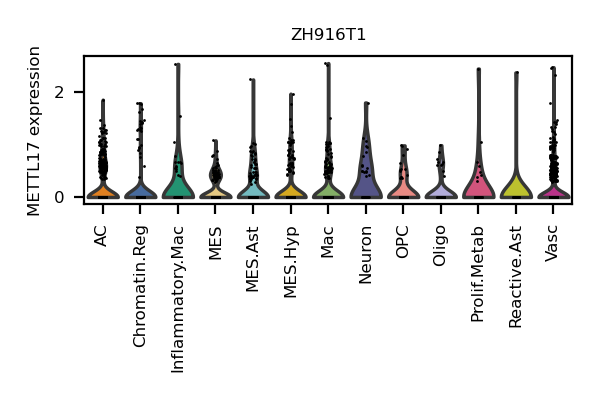 ZH916T1
METTL17 expression
2
0
AC
Chromatin.Reg
Inflammatory.Mac
MES
MES.Ast
MES.Hyp
Mac
Neuron
OPC
Oligo
Prolif.Metab
Reactive.Ast
Vasc